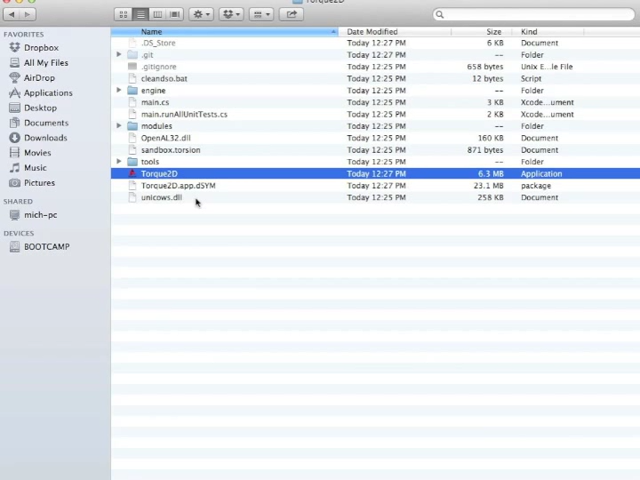 Torque2D
Name Date Modified Size Kind
FAVORITES
Dropbox
All My Files
AirDrop
Applications
Desktop
Documents
Downloads
Movies
Music
Pictures
SHARED
mich-pc
DEVICES
BOOTCAMP
.DS_Store Today 12:27 PM 6 KB Document
.git Today 12:27 PM -- Folder
.gitignore Today 12:25 PM 658 bytes Unix E...le File
cleandso.bat Today 12:25 PM 12 bytes Script
engine Today 12:25 PM -- Folder
main.cs Today 12:25 PM 3 KB Xcode...ument
main.runAllUnitTests.cs Today 12:25 PM 2 KB Xcode...ument
modules Today 12:25 PM -- Folder
OpenAL32.dll Today 12:25 PM 160 KB Document
sandbox.torsion Today 12:25 PM 871 bytes Document
tools Today 12:25 PM -- Folder
Torque2D Today 12:27 PM 6.3 MB Application
Torque2D.app.dSYM Today 12:27 PM 23.1 MB package
unicows.dll Today 12:25 PM 258 KB Document